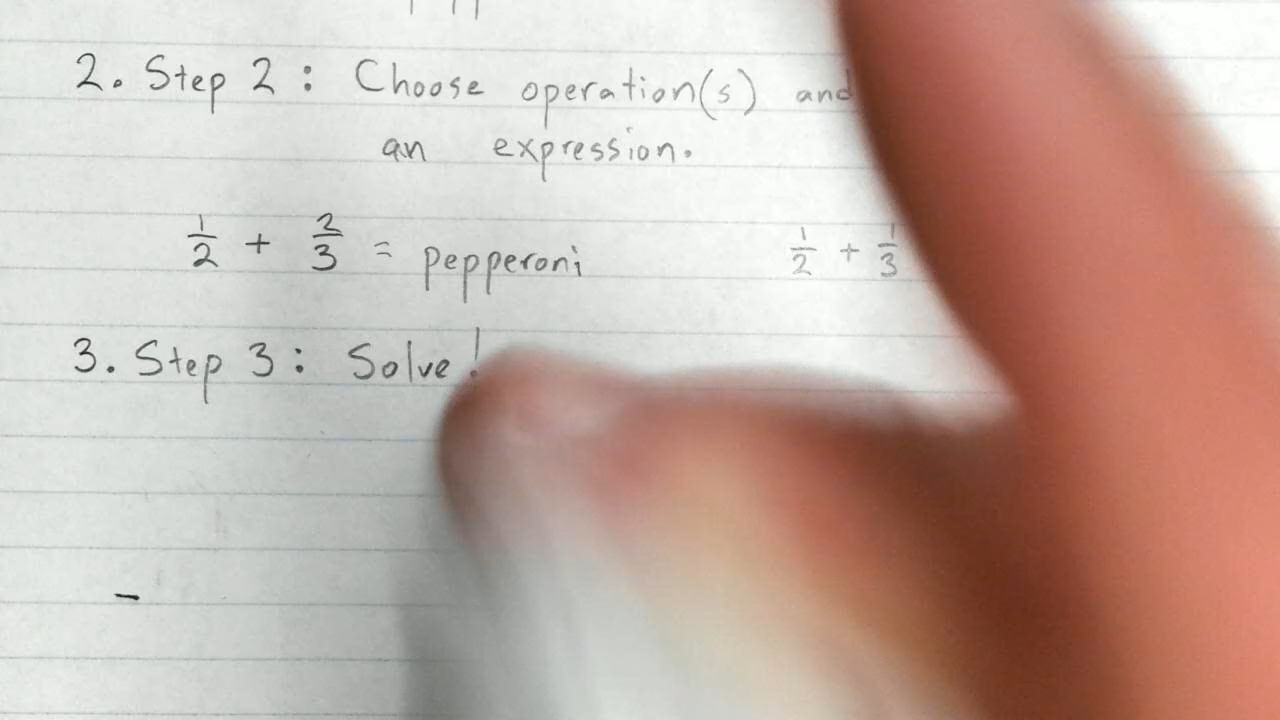 2. Step 2: Choose operation(s) and
an expression.
1/2 + 2/3 = pepperoni 1/2 + 1/3
3. Step 3: Solve!
-